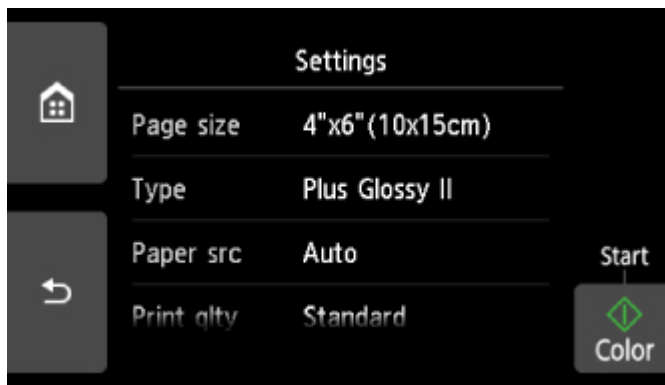 Settings
Page size 4"x6"(10x15cm)
Type Plus Glossy II
Paper src Auto
Print qlty Standard
Start
Color